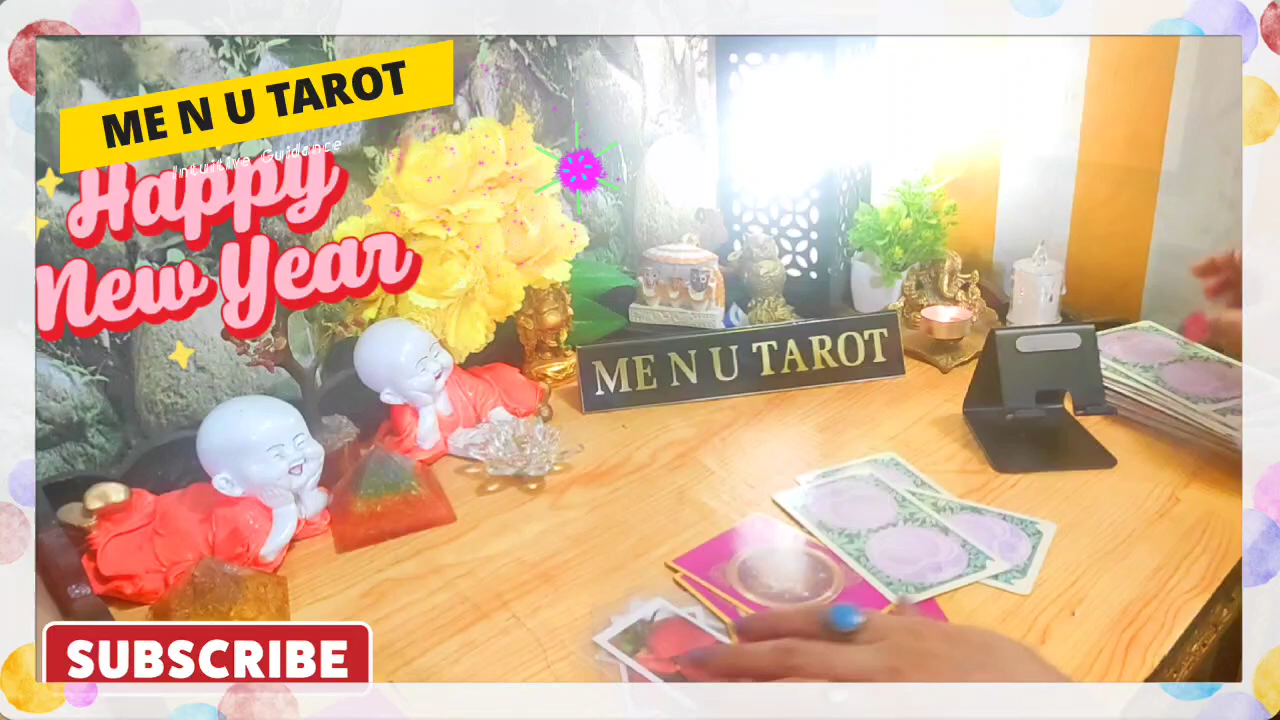 ME N U TAROT
Intuitive Guidance
Happy
New Year
ME N U TAROT
SUBSCRIBE